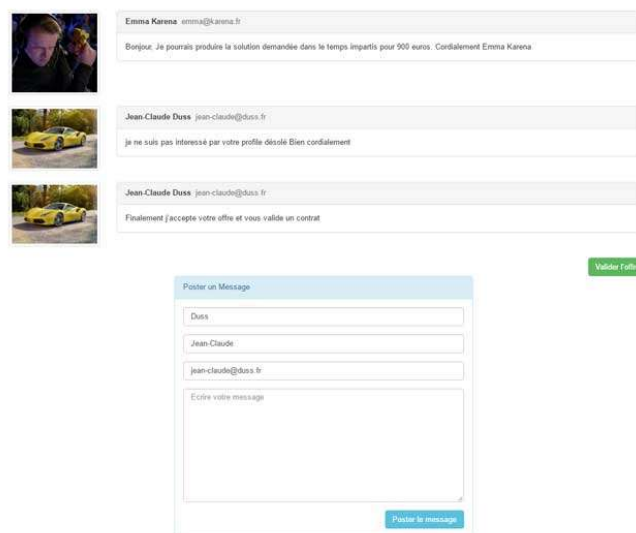 Emma Karena emma@karena.fr
Bonjour, Je pourrais produire la solution demandée dans le temps impartis pour 900 euros. Cordialement Emma Karena
Jean-Claude Duss jean-claude@duss.fr
je ne suis pas interessé par votre profile désolé Bien cordialement
Jean-Claude Duss jean-claude@duss.fr
Finalement j'accepte votre offre et vous valide un contrat
Valider l'offr
Poster un Message
Duss
Jean-Claude
jean-claude@duss.fr
Ecrire votre message
Poster le message